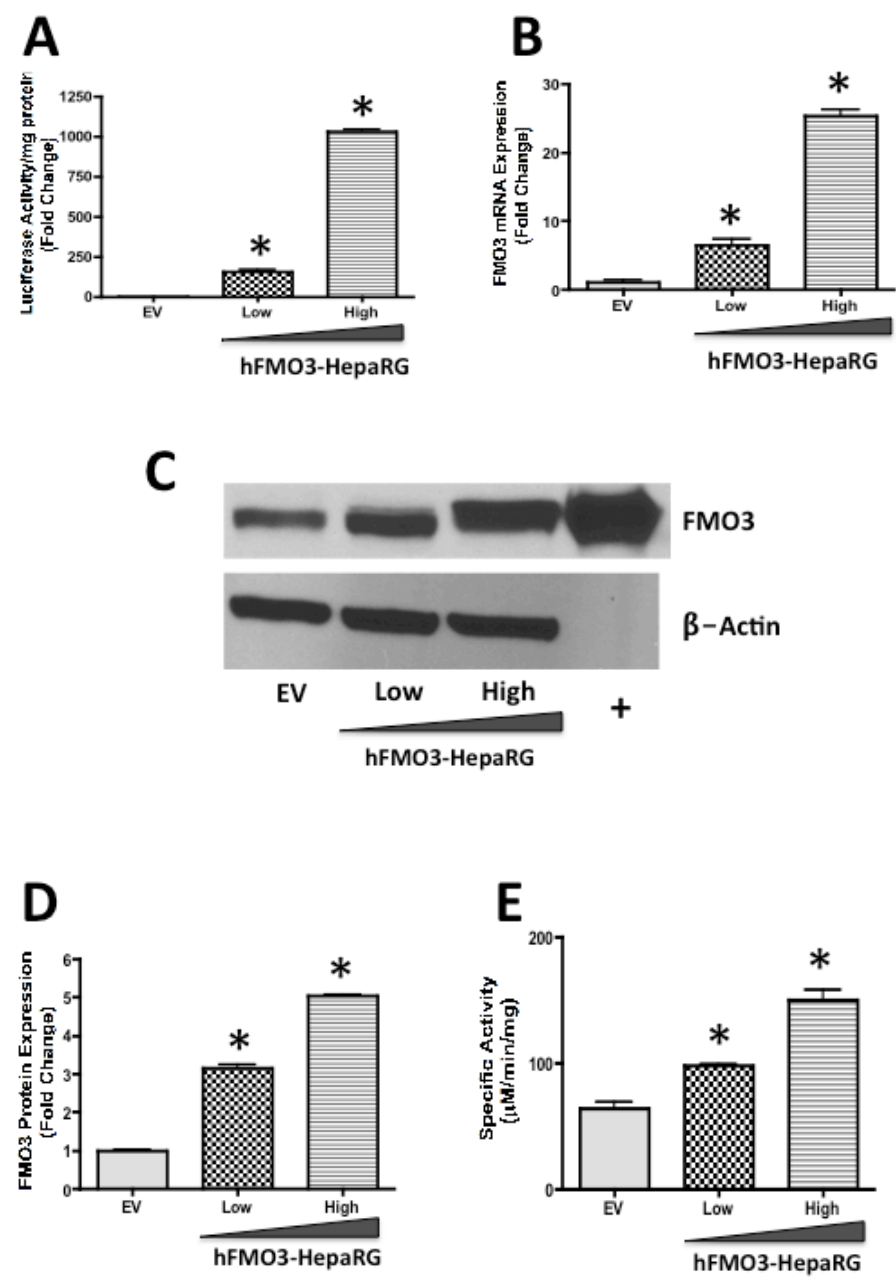 A
Luciferase Activity/mg protein
(Fold Change)
1250
1000
750
500
250
0
*
*
EV
Low
High
hFMO3-HepaRG
B
FMO3 mRNA Expression
(Fold Change)
30
20
10
0
*
*
EV
Low
High
hFMO3-HepaRG
C
FMO3
β-Actin
EV
Low
High
+
hFMO3-HepaRG
D
FMO3 Protein Expression
(Fold Change)
6
5
4
3
2
1
0
*
*
EV
Low
High
hFMO3-HepaRG
E
Specific Activity
(µM/min/mg)
200
100
0
*
*
EV
Low
High
hFMO3-HepaRG